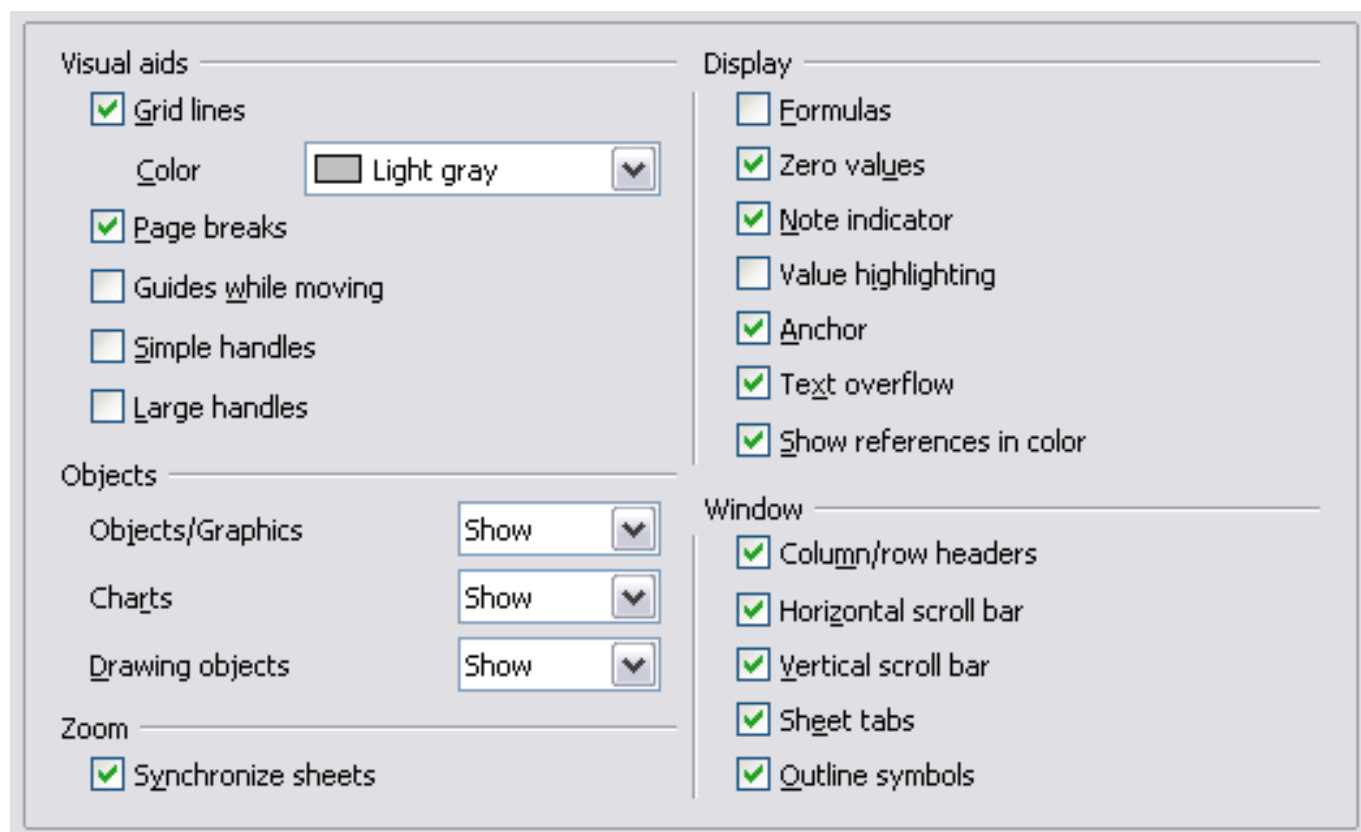 Visual aids
Grid lines
Color Light gray
Page breaks
Guides while moving
Simple handles
Large handles
Objects
Objects/Graphics Show
Charts Show
Drawing objects Show
Zoom
Synchronize sheets
Display
Formulas
Zero values
Note indicator
Value highlighting
Anchor
Text overflow
Show references in color
Window
Column/row headers
Horizontal scroll bar
Vertical scroll bar
Sheet tabs
Outline symbols